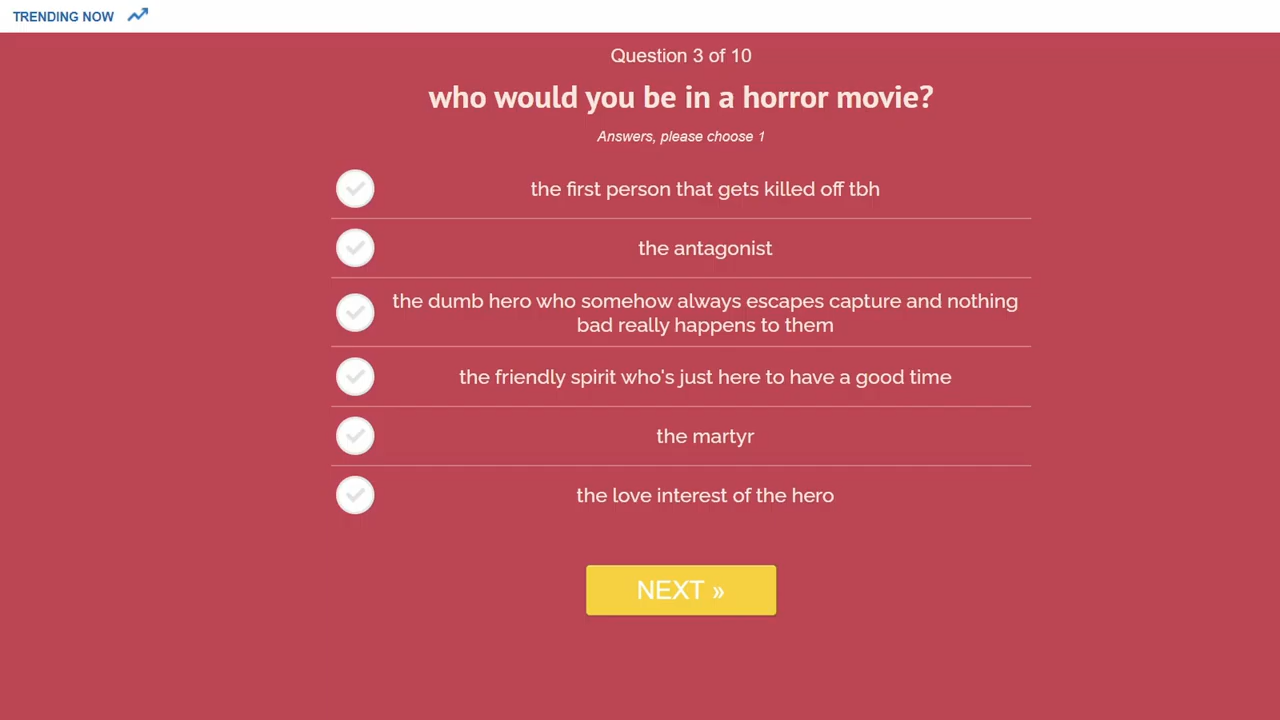 TRENDING NOW
Question 3 of 10
who would you be in a horror movie?
Answers, please choose 1
the first person that gets killed off tbh
the antagonist
the dumb hero who somehow always escapes capture and nothing
bad really happens to them
the friendly spirit who's just here to have a good time
the martyr
the love interest of the hero
NEXT »